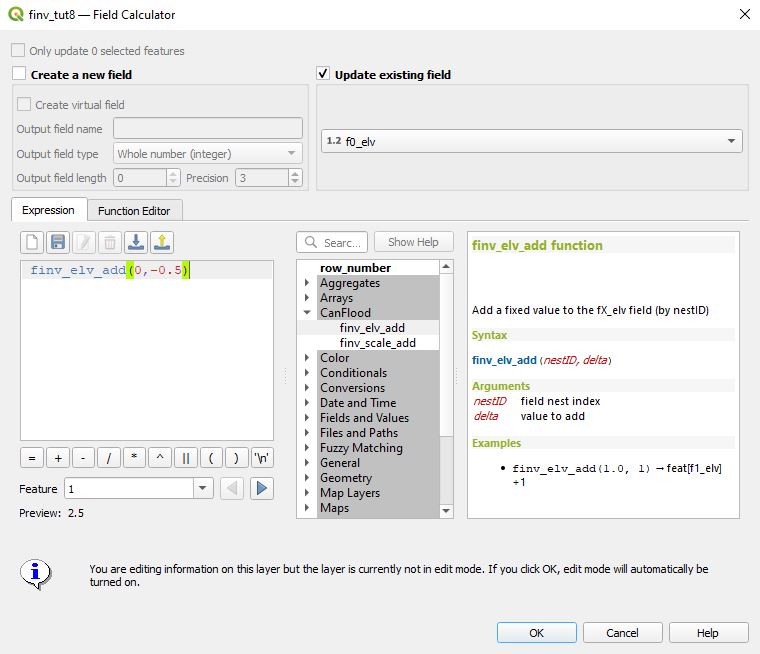 finv_tut8 — Field Calculator
Only update 0 selected features
Create a new field
Update existing field
Create virtual field
Output field name
Output field type Whole number (integer)
Output field length 0 Precision 3
1.2 f0_elv
Expression Function Editor
Searc... Show Help
finv_elv_add(0,-0.5)
row_number
Aggregates
Arrays
CanFlood
finv_elv_add
finv_scale_add
Color
Conditionals
Conversions
Date and Time
Fields and Values
Files and Paths
Fuzzy Matching
General
Geometry
Map Layers
Maps
finv_elv_add function
Add a fixed value to the fX_elv field (by nestID)
Syntax
finv_elv_add(nestID, delta)
Arguments
nestID field nest index
delta value to add
Examples
• finv_elv_add(1.0, 1) → feat[f1_elv]
+1
= + - / * ^ || ( ) '\n'
Feature 1
Preview: 2.5
You are editing information on this layer but the layer is currently not in edit mode. If you click OK, edit mode will automatically be
turned on.
OK Cancel Help